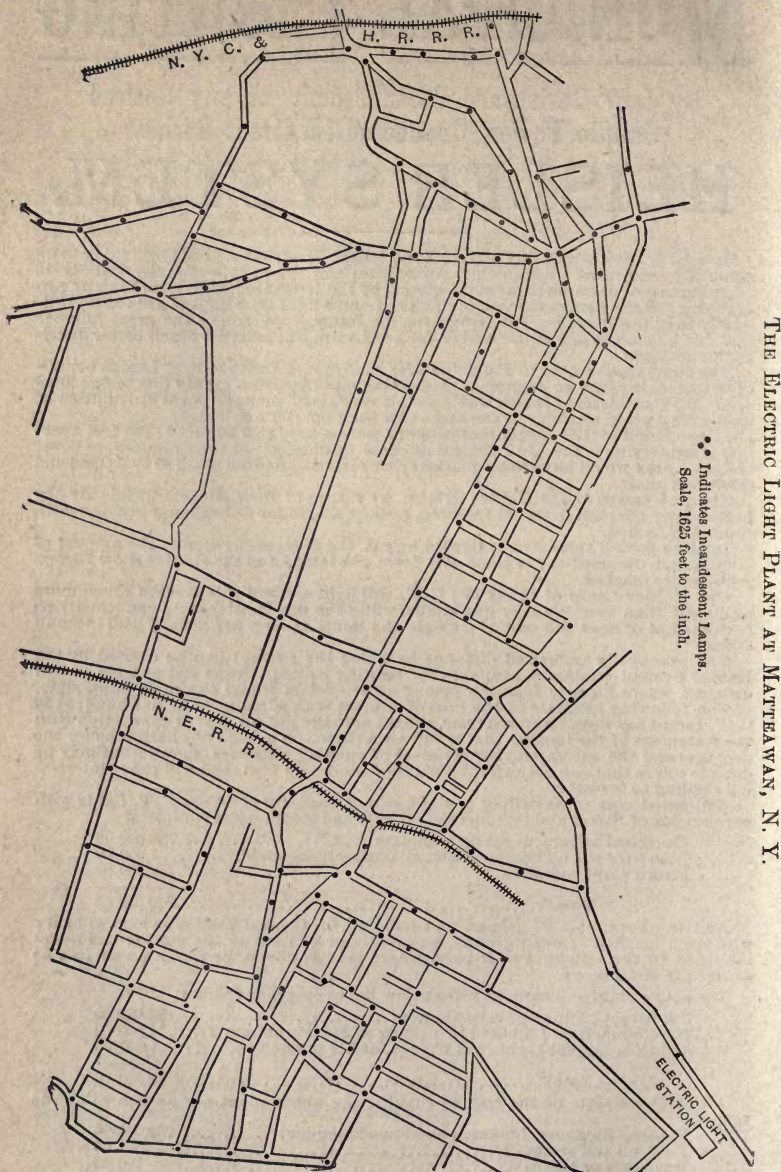 THE ELECTRIC LIGHT PLANT AT MATTEAWAN, N. Y.
Indicates Incandescent Lamps.
Scale, 1625 feet to the inch.
N. Y. C. & H. R. R. R.
N. E. R. R.
ELECTRIC LIGHT
STATION